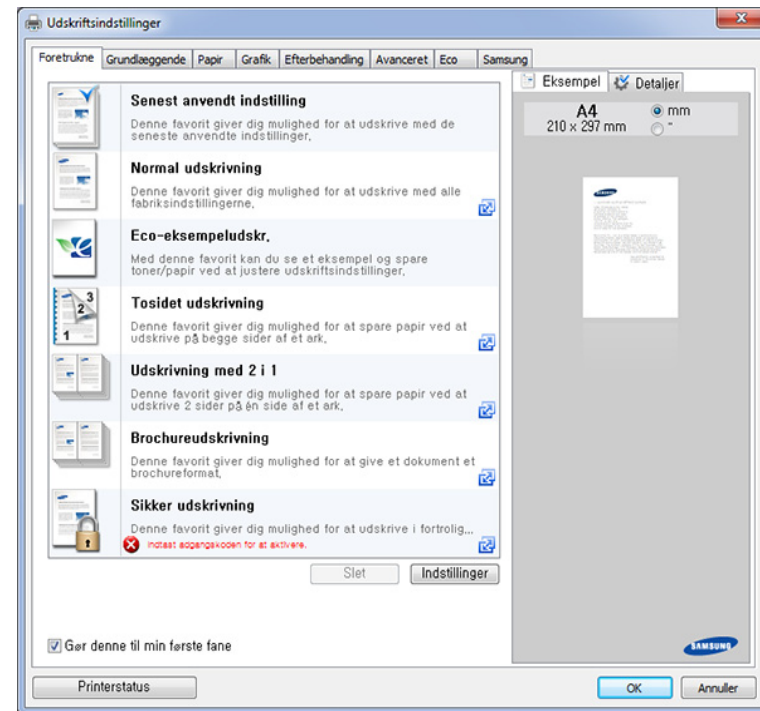 Udskriftsindstillinger
Foretrukne Grundlæggende Papir Grafik Efterbehandling Avanceret Eco Samsung
Senest anvendt indstilling
Denne favorit giver dig mulighed for at udskrive med de
seneste anvendte indstillinger.
Normal udskrivning
Denne favorit giver dig mulighed for at udskrive med alle
fabriksindstillingerne.
Eco-eksempeludskr.
Med denne favorit kan du se et eksempel og spare
toner/papir ved at justere udskriftsindstillinger.
3
2
1
Tosidet udskrivning
Denne favorit giver dig mulighed for at spare papir ved at
udskrive på begge sider af et ark.
Udskrivning med 2 i 1
Denne favorit giver dig mulighed for at spare papir ved at
udskrive 2 sider på én side af et ark.
Brochureudskrivning
Denne favorit giver dig mulighed for at give et dokument et
brochureformat.
Sikker udskrivning
Denne favorit giver dig mulighed for at udskrive i fortrolig...
Indtast adgangskoden for at aktivere.
Slet Indstillinger
Gør denne til min første fane
Eksempel Detaljer
A4
210 x 297 mm
mm
"
SAMSUNG
Printerstatus
OK Annuller